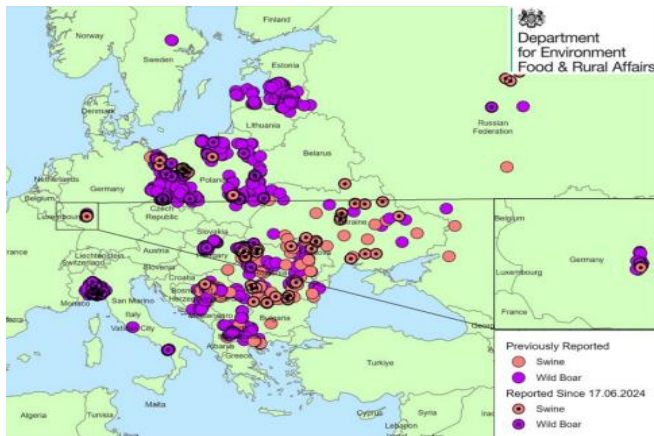 Department
for Environment
Food & Rural Affairs
Finland
Norway
Sweden
Estonia
Russian
Federation
Denmark
Lithuania
Belarus
Netherlands
Germany
Poland
Belgium
Luxembourg
Czech
Republic
Ukraine
Slovakia
France
Liechtenstein
Switzerland
Austria
Hungary
Slovenia
Croatia
Bosnia
Monaco
San Marino
Italy
Vatican City
Bulgaria
Albania
Greece
Turkiye
Georgia
Algeria
Tunisia
Malta
Cyprus
Syria
Lebanon
Belgium
Germany
Luxembourg
France
Previously Reported
Swine
Wild Boar
Reported Since 17.06.2024
Swine
Wild Boar